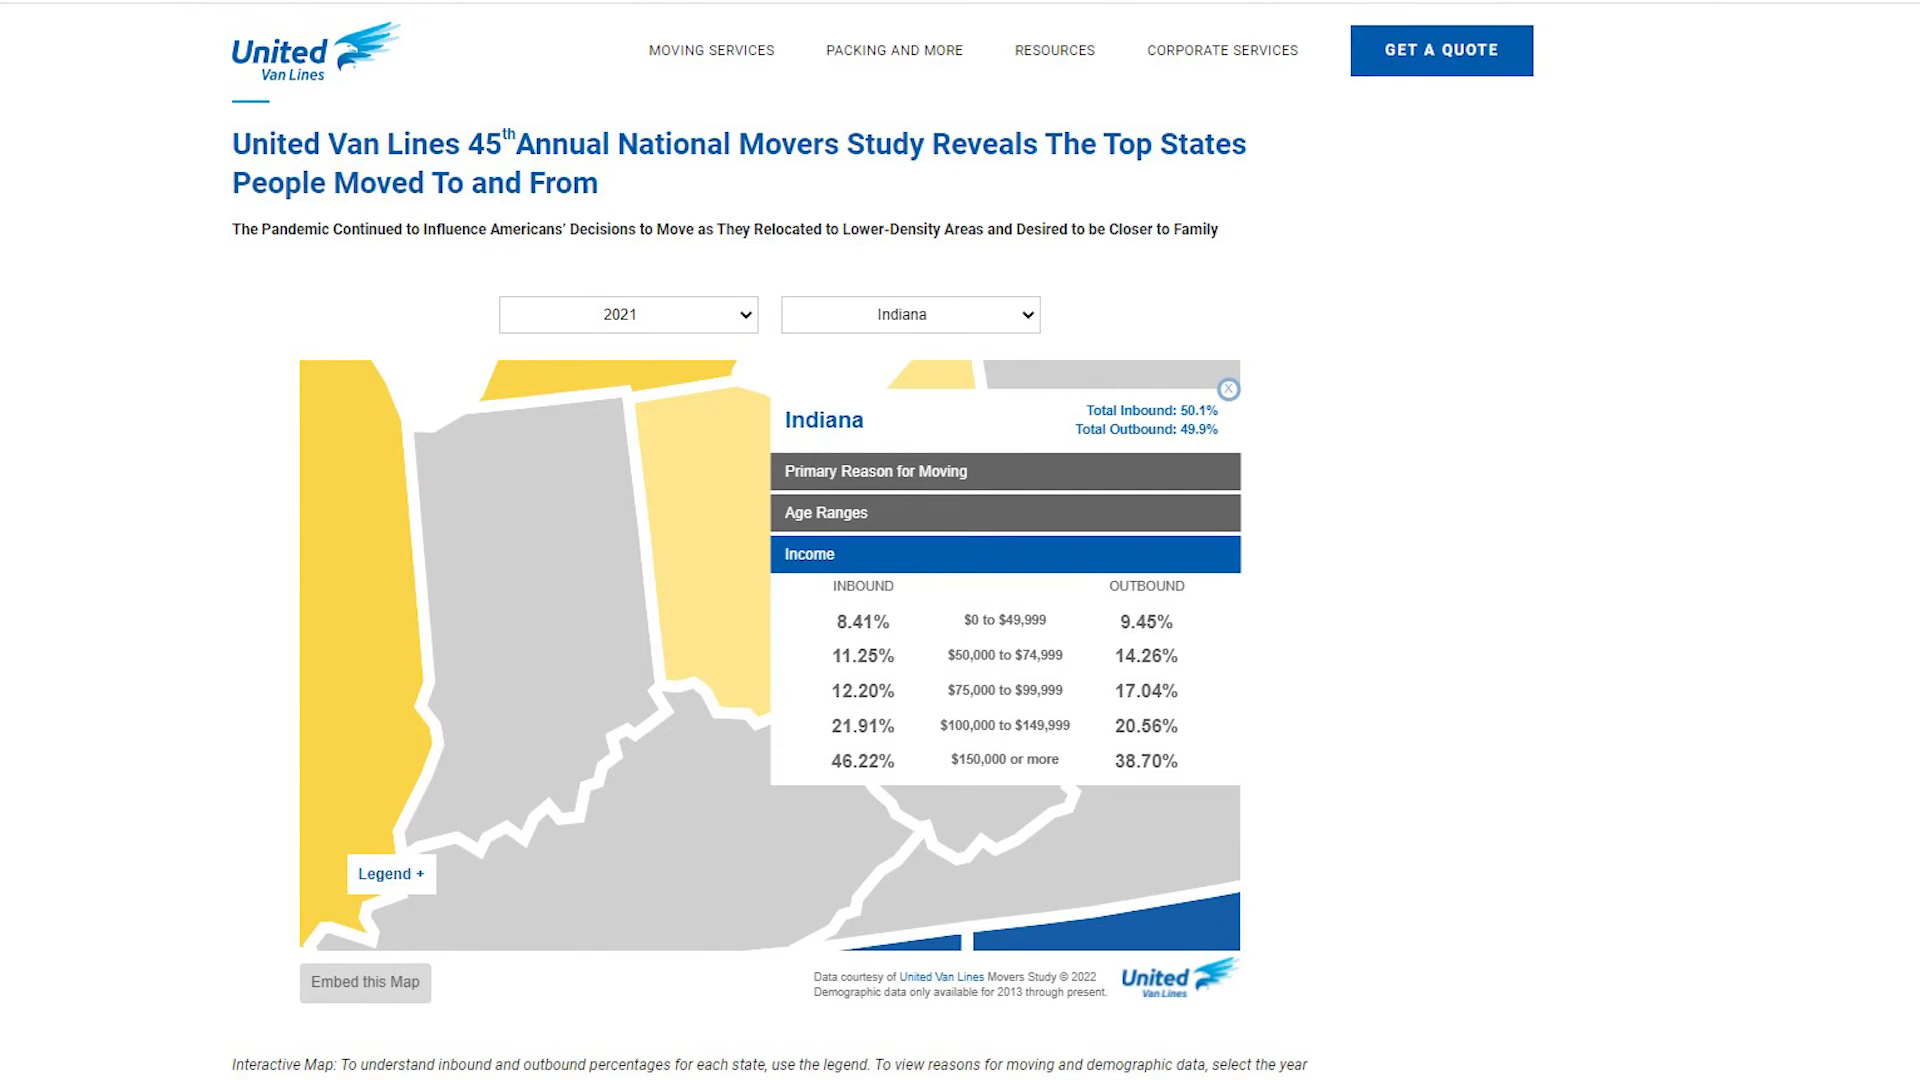 United
Van Lines
MOVING SERVICES
PACKING AND MORE
RESOURCES
CORPORATE SERVICES
GET A QUOTE
United Van Lines 45th Annual National Movers Study Reveals The Top States
People Moved To and From
The Pandemic Continued to Influence Americans' Decisions to Move as They Relocated to Lower-Density Areas and Desired to be Closer to Family
2021
Indiana
X
Indiana
Total Inbound: 50.1%
Total Outbound: 49.9%
Primary Reason for Moving
Age Ranges
Income
INBOUND OUTBOUND
8.41% $0 to $49,999 9.45%
11.25% $50,000 to $74,999 14.26%
12.20% $75,000 to $99,999 17.04%
21.91% $100,000 to $149,999 20.56%
46.22% $150,000 or more 38.70%
Legend +
Embed this Map
Data courtesy of United Van Lines Movers Study © 2022
Demographic data only available for 2013 through present.
United
Van Lines
Interactive Map: To understand inbound and outbound percentages for each state, use the legend. To view reasons for moving and demographic data, select the year